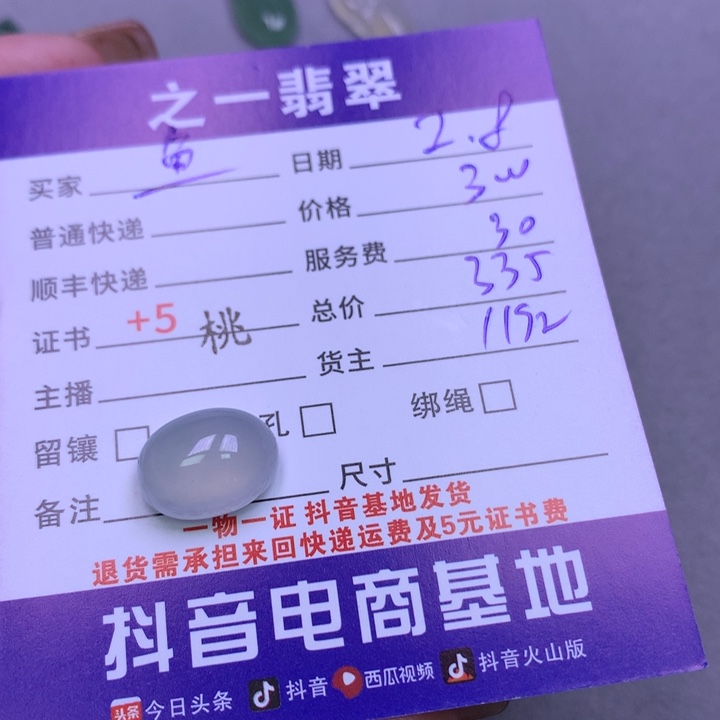 之一翡翠
买家 鱼 日期 2.8
普通快递 价格 3w
顺丰快递 服务费 30
证书 +5 桃 总价 335
主播 货主 1192
留镶 孔 绑绳
备注 尺寸
一物一证 抖音基地发货
退货需承担来回快递运费及5元证书费
抖音电商基地
头条 今日头条 抖音 西瓜视频 抖音火山版